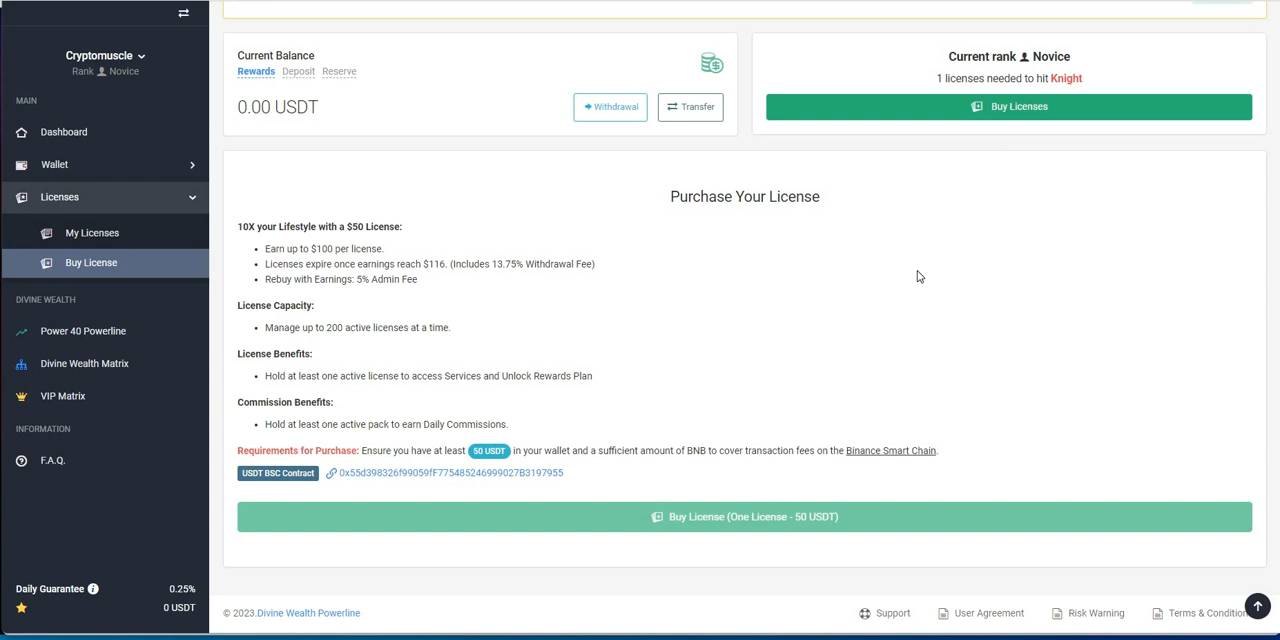 Cryptomuscle
Rank Novice
MAIN
Dashboard
Wallet
Licenses
My Licenses
Buy License
DIVINE WEALTH
Power 40 Powerline
Divine Wealth Matrix
VIP Matrix
INFORMATION
F.A.Q.
Daily Guarantee i 0.25%
0 USDT
Current Balance
Rewards Deposit Reserve
0.00 USDT
Withdrawal Transfer
Current rank Novice
1 licenses needed to hit Knight
Buy Licenses
Purchase Your License
10X your Lifestyle with a $50 License:
Earn up to $100 per license.
Licenses expire once earnings reach $116. (Includes 13.75% Withdrawal Fee)
Rebuy with Earnings: 5% Admin Fee
License Capacity:
Manage up to 200 active licenses at a time.
License Benefits:
Hold at least one active license to access Services and Unlock Rewards Plan
Commission Benefits:
Hold at least one active pack to earn Daily Commissions.
Requirements for Purchase: Ensure you have at least 50 USDT in your wallet and a sufficient amount of BNB to cover transaction fees on the Binance Smart Chain.
USDT BSC Contract 0x55d398326f99059fF775485246999027B3197955
Buy License (One License - 50 USDT)
© 2023.Divine Wealth Powerline
Support User Agreement Risk Warning Terms & Condition